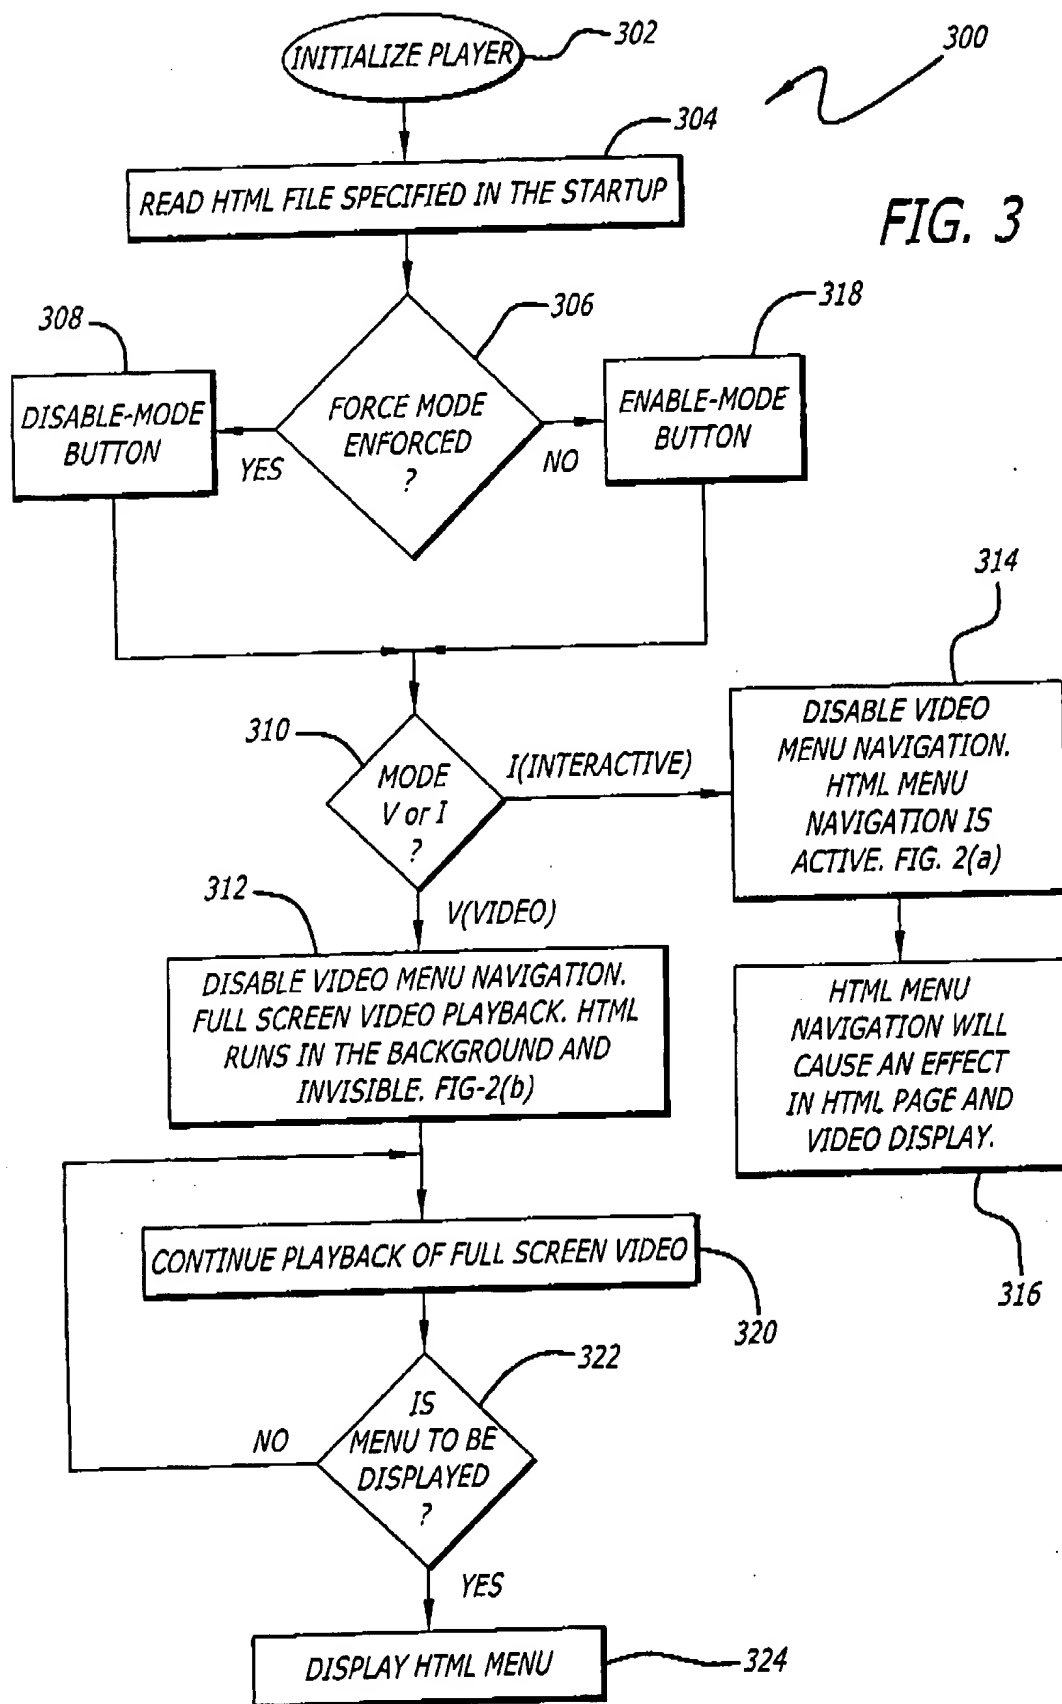 INITIALIZE PLAYER
302
300
304
READ HTML FILE SPECIFIED IN THE STARTUP
FIG. 3
308
306
318
DISABLE-MODE
BUTTON
YES
FORCE MODE
ENFORCED
?
NO
ENABLE-MODE
BUTTON
314
310
MODE
V or I
?
I(INTERACTIVE)
DISABLE VIDEO
MENU NAVIGATION.
HTML MENU
NAVIGATION IS
ACTIVE. FIG. 2(a)
312
V(VIDEO)
DISABLE VIDEO MENU NAVIGATION.
FULL SCREEN VIDEO PLAYBACK. HTML
RUNS IN THE BACKGROUND AND
INVISIBLE. FIG-2(b)
HTML MENU
NAVIGATION WILL
CAUSE AN EFFECT
IN HTML PAGE AND
VIDEO DISPLAY.
316
CONTINUE PLAYBACK OF FULL SCREEN VIDEO
320
322
IS
MENU TO BE
DISPLAYED
?
NO
YES
DISPLAY HTML MENU
324